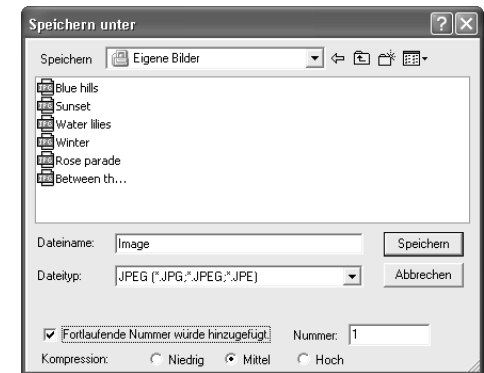 Speichern unter
Speichern Eigene Bilder
Blue hills
Sunset
Water lilies
Winter
Rose parade
Between th...
Dateiname: Image Speichern
Dateityp: JPEG (*.JPG;*.JPEG;*.JPE) Abbrechen
Fortlaufende Nummer würde hinzugefügt. Nummer: 1
Kompression: Niedrig Mittel Hoch